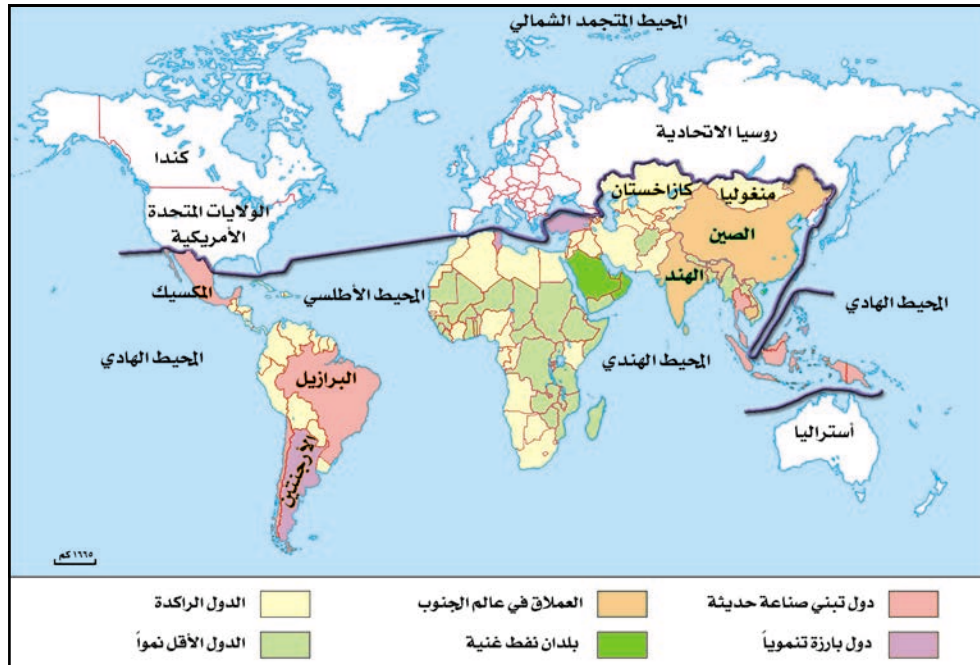 المحيط المتجمد الشمالي
روسيا الاتحادية
كندا
كازاخستان
منغوليا
الولايات المتحدة
الأمريكية
الصين
الهند
المكسيك
المحيط الأطلسي
المحيط الهادي
المحيط الهندي
المحيط الهادي
البرازيل
أستراليا
الأرجنتين
١٦٦٥ كم
دول تبني صناعة حديثة
العملاق في عالم الجنوب
الدول الراكدة
دول بارزة تنموياً
بلدان نفط غنية
الدول الأقل نمواً